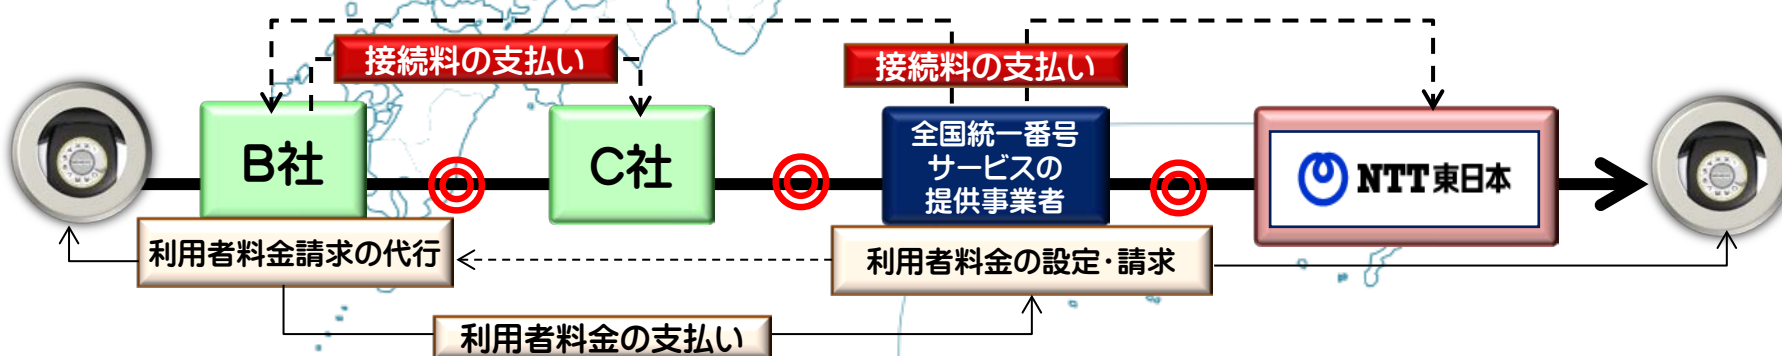 接続料の支払い
接続料の支払い
B社
C社
全国統一番号
サービスの
提供事業者
NTT東日本
利用者料金請求の代行
利用者料金の設定・請求
利用者料金の支払い